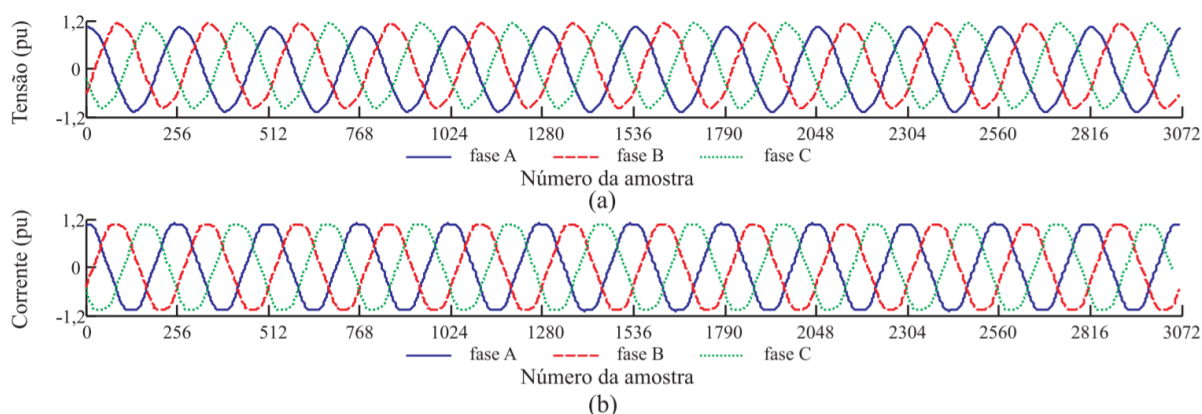 Tensão (pu)
1,2
0
-1,2
0 256 512 768 1024 1280 1536 1790 2048 2304 2560 2816 3072
fase A fase B fase C
Número da amostra
(a)
Corrente (pu)
1,2
0
-1,2
0 256 512 768 1024 1280 1536 1790 2048 2304 2560 2816 3072
fase A fase B fase C
Número da amostra
(b)